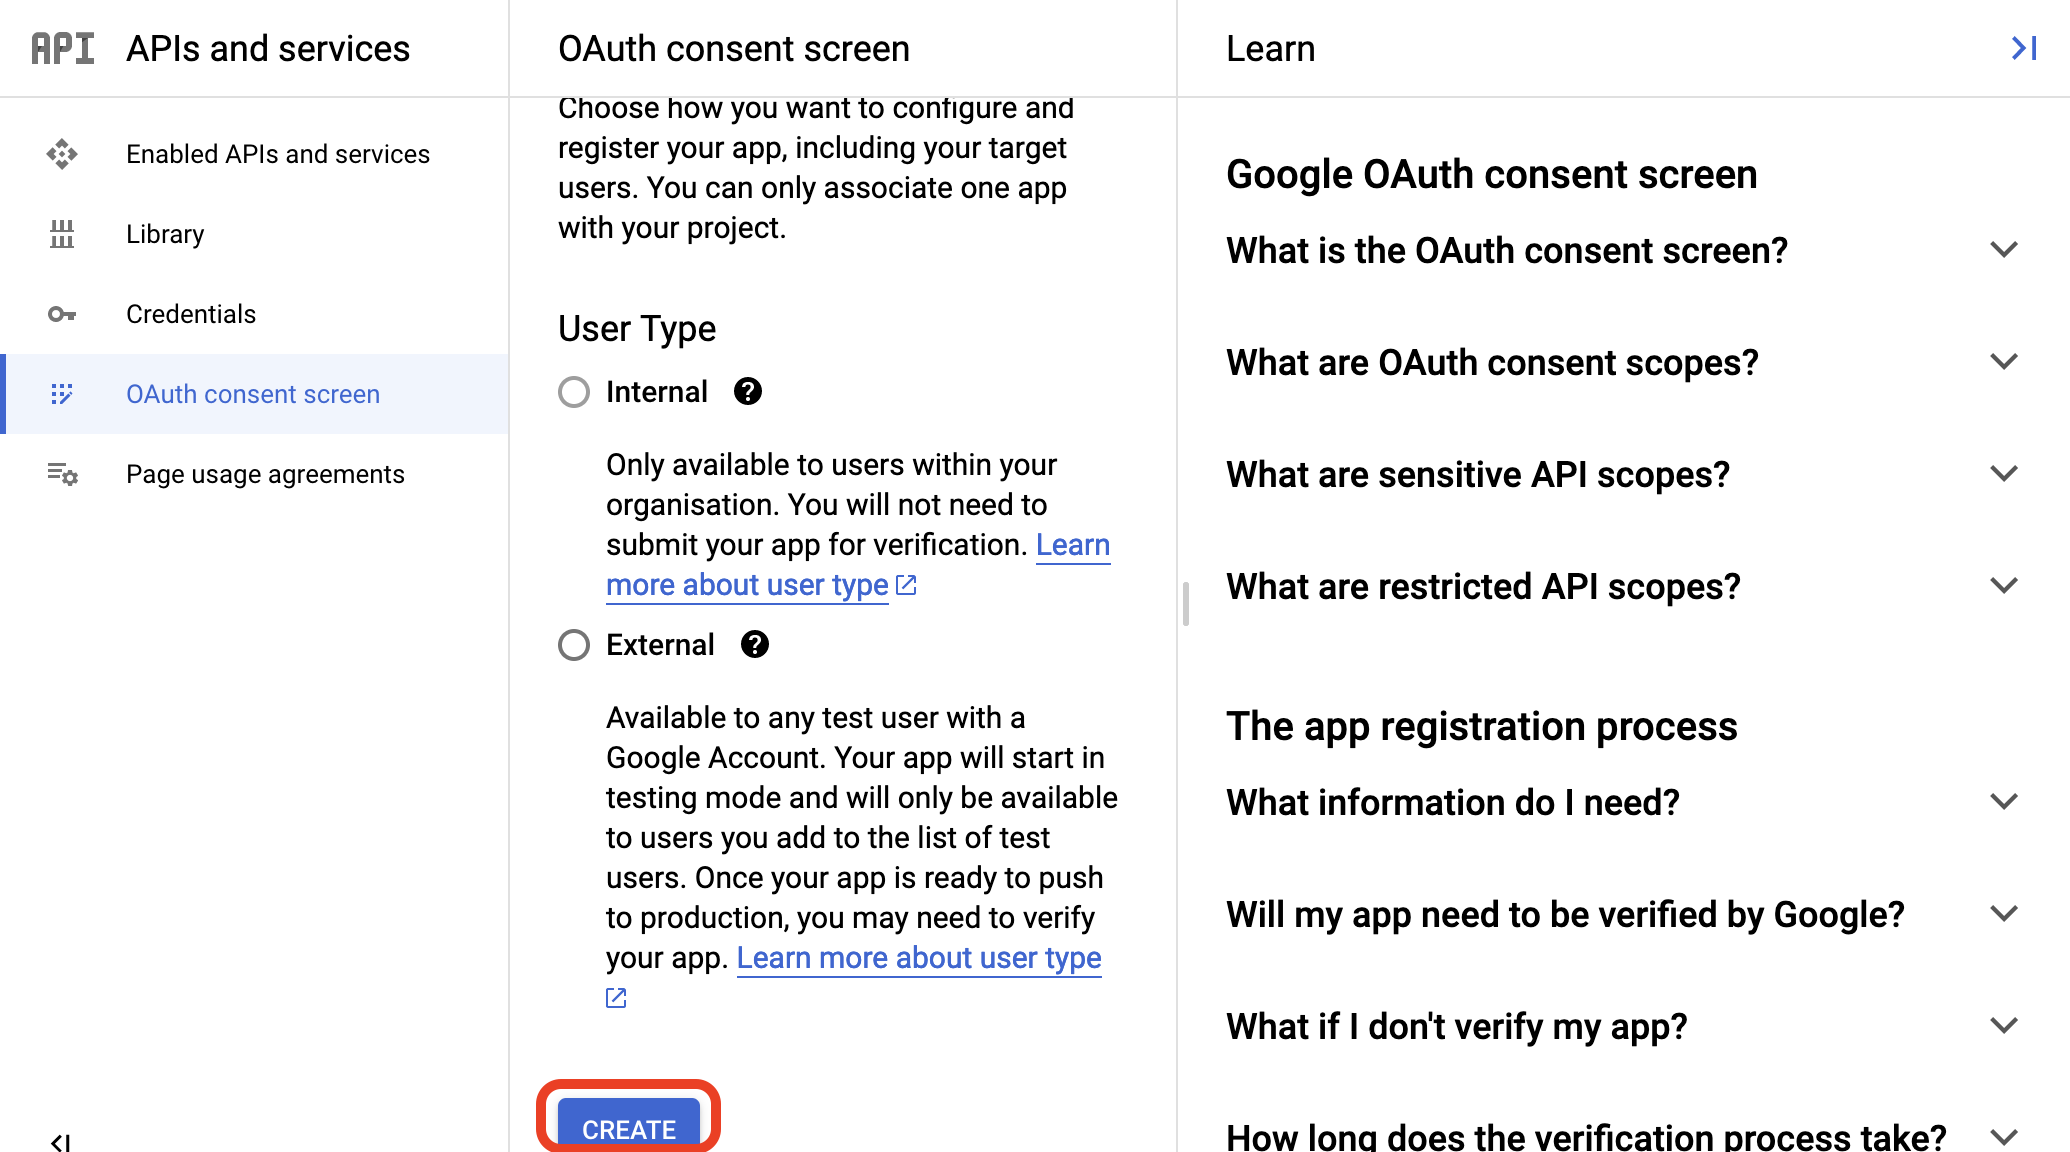 API APIs and services
Enabled APIs and services
Library
Credentials
OAuth consent screen
Page usage agreements
OAuth consent screen
Choose how you want to configure and
register your app, including your target
users. You can only associate one app
with your project.
User Type
Internal ?
Only available to users within your
organisation. You will not need to
submit your app for verification. Learn
more about user type
External ?
Available to any test user with a
Google Account. Your app will start in
testing mode and will only be available
to users you add to the list of test
users. Once your app is ready to push
to production, you may need to verify
your app. Learn more about user type
CREATE
Learn
Google OAuth consent screen
What is the OAuth consent screen?
What are OAuth consent scopes?
What are sensitive API scopes?
What are restricted API scopes?
The app registration process
What information do I need?
Will my app need to be verified by Google?
What if I don't verify my app?
How long does the verification process take?